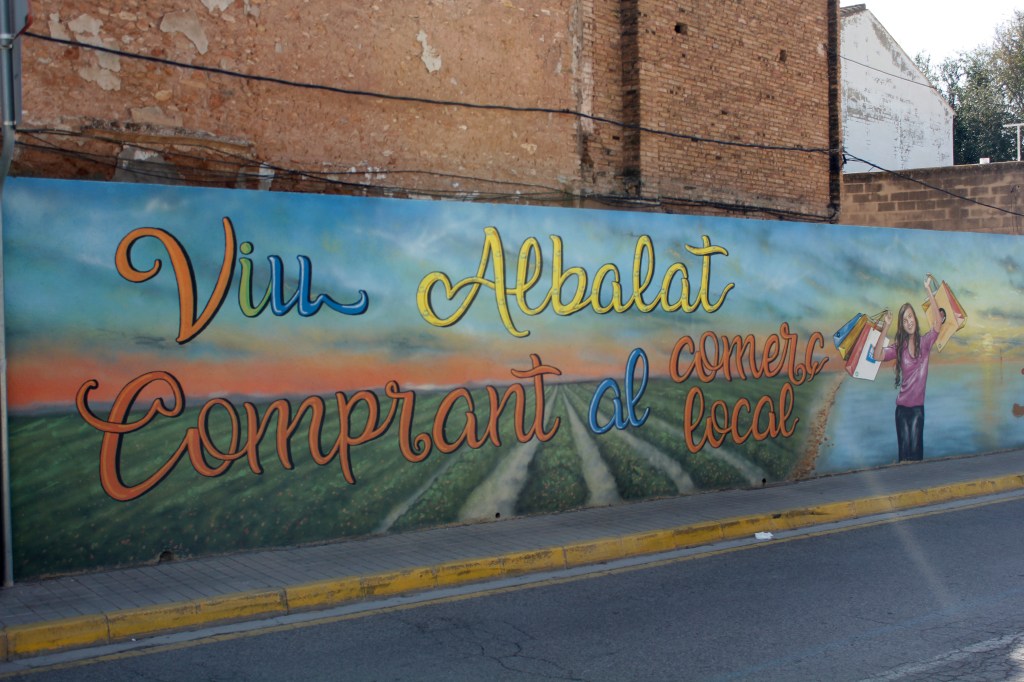 Viu Albalat
Comprant al comerç
local